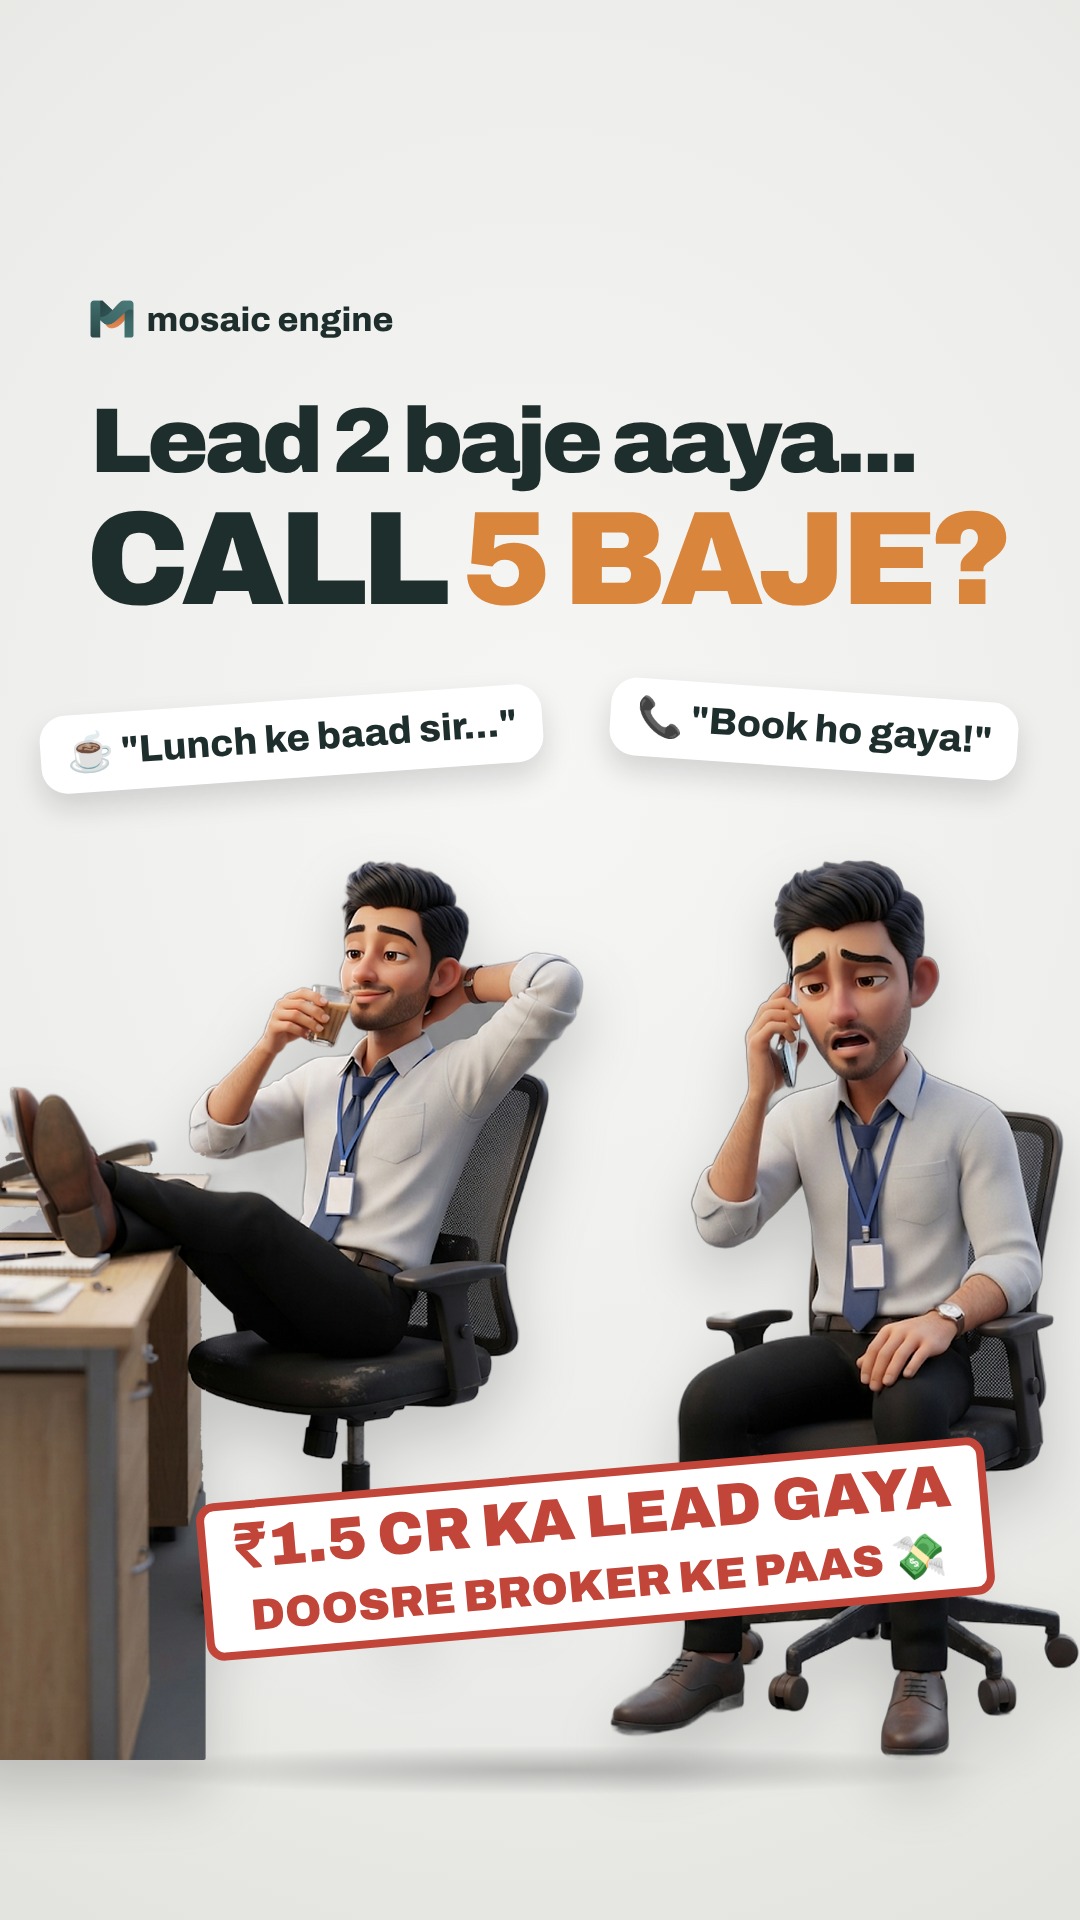 mosaic engine
Lead 2 baje aaya...
CALL 5 BAJE?
☕ "Lunch ke baad sir..."
📞 "Book ho gaya!"
₹1.5 CR KA LEAD GAYA
DOOSRE BROKER KE PAAS 💸